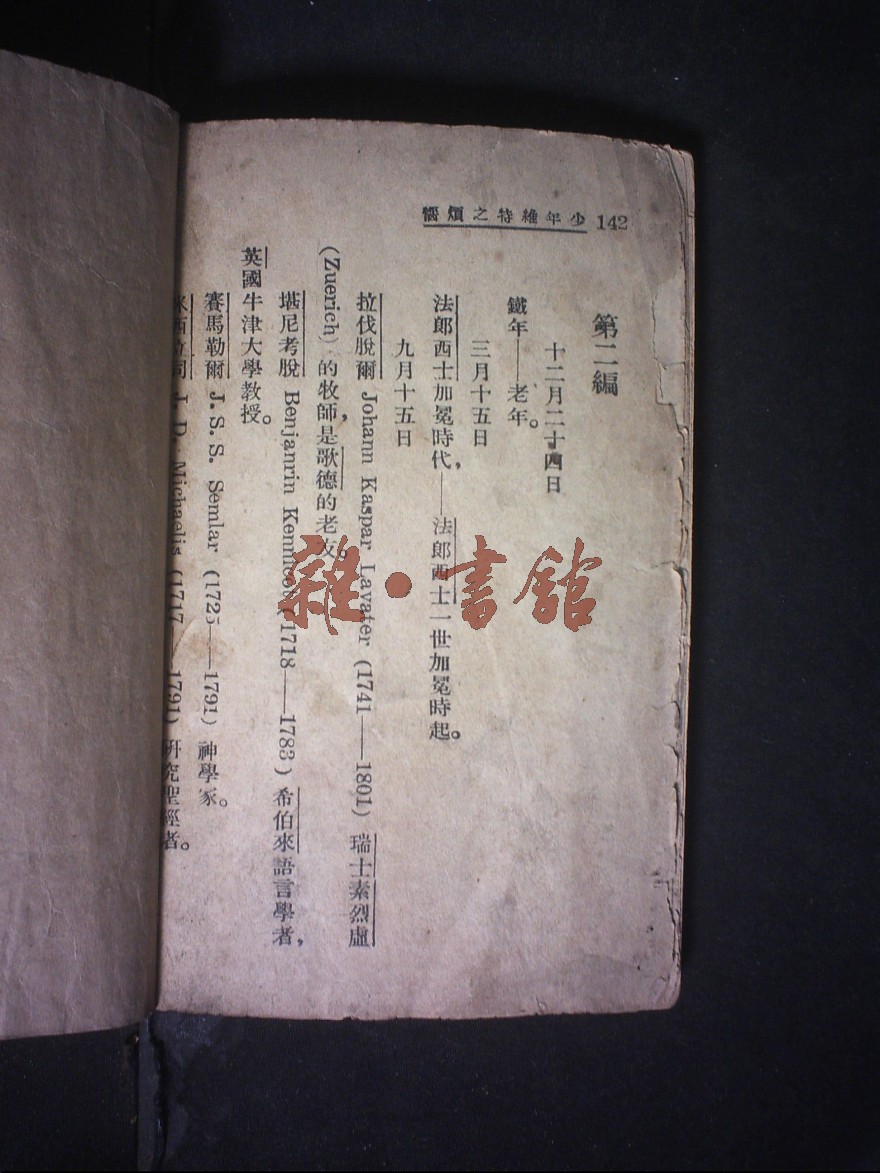 142 少年維特之煩惱
第二編
十二月二十四日
鐵年——老年。
三月十五日
法郎西士加冕時代,——法郎西士一世加冕時起。
九月十五日
拉伐脫爾 Johann Kaspar Lavater (1741——1801) 瑞士素烈虛
(Zuerich) 的牧師,是歌德的老友。
堪尼考脫 Benjanrin Kennicot (1718——1783) 希伯來語言學者,
英國牛津大學教授。
賽馬勒爾 J. S. S. Semlar (1725——1791) 神學家。
米西拉司 J. D. Michaelis (1717——1791) 研究聖經者。
雜·書館